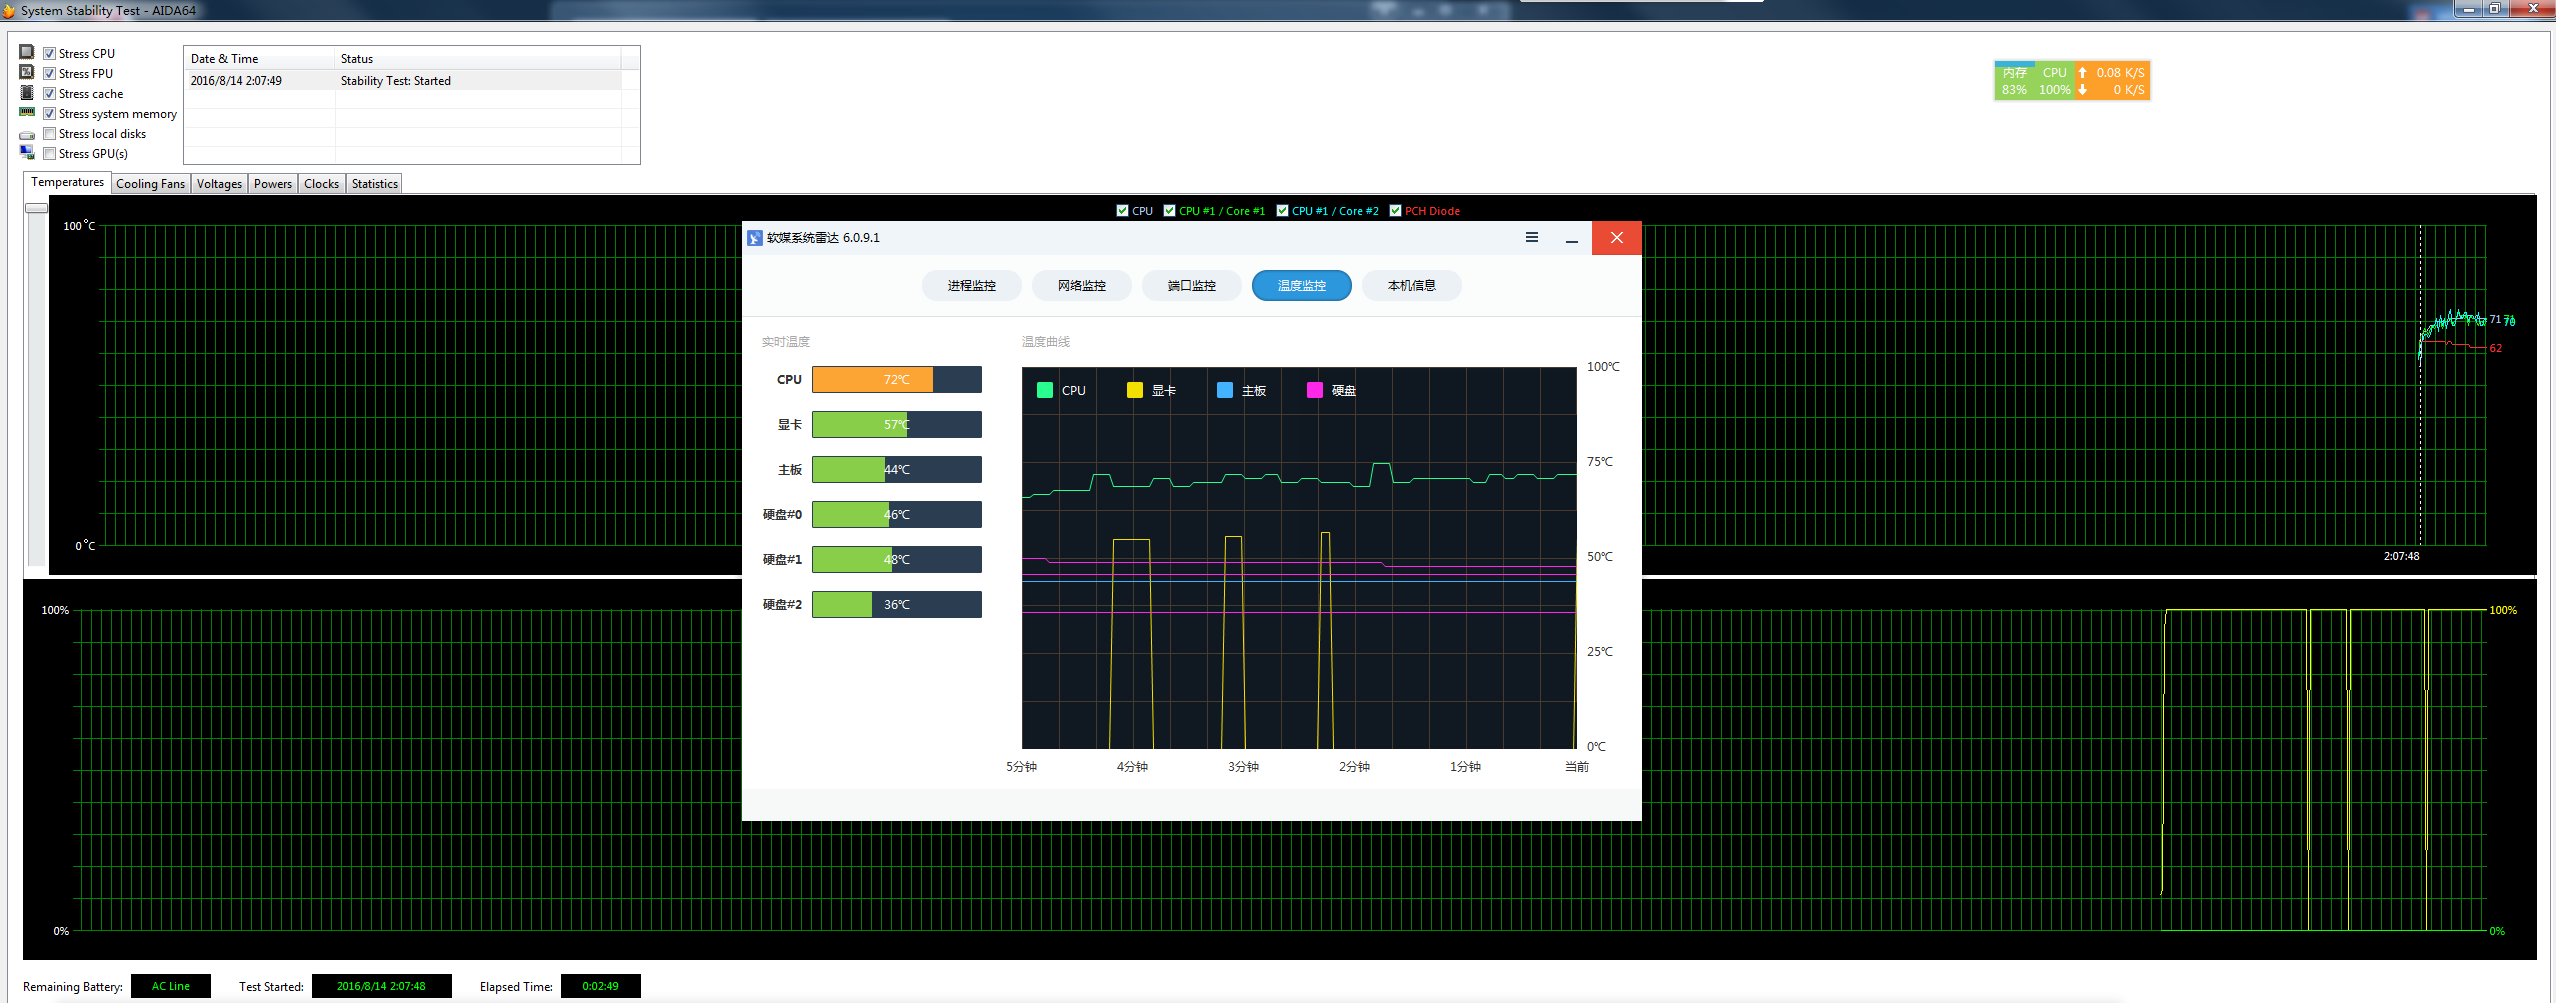 System Stability Test - AIDA64
Stress CPU
Stress FPU
Stress cache
Stress system memory
Stress local disks
Stress GPU(s)
Date & Time Status
2016/8/14 2:07:49 Stability Test: Started
内存 CPU 0.08 K/S
83% 100% 0 K/S
Temperatures Cooling Fans Voltages Powers Clocks Statistics
CPU CPU #1 / Core #1 CPU #1 / Core #2 PCH Diode
100°C
0°C
71
70
62
2:07:48
软媒系统雷达 6.0.9.1
进程监控 网络监控 端口监控 温度监控 本机信息
实时温度
CPU 72℃
显卡 57℃
主板 44℃
硬盘#0 46℃
硬盘#1 48℃
硬盘#2 36℃
温度曲线
CPU 显卡 主板 硬盘
100℃
75℃
50℃
25℃
0℃
5分钟 4分钟 3分钟 2分钟 1分钟 当前
100% 100%
0% 0%
Remaining Battery: AC Line Test Started: 2016/8/14 2:07:48 Elapsed Time: 0:02:49